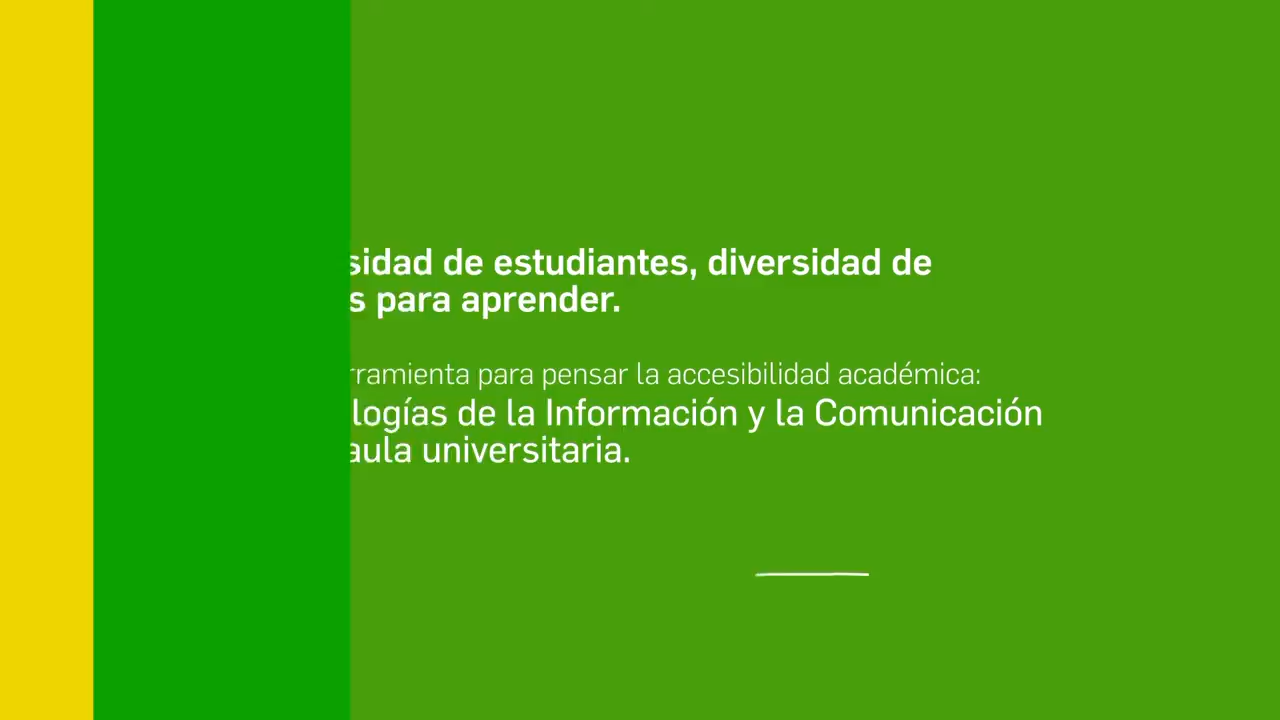 sidad de estudiantes, diversidad de
s para aprender.
rramienta para pensar la accesibilidad académica:
logías de la Información y la Comunicación
aula universitaria.